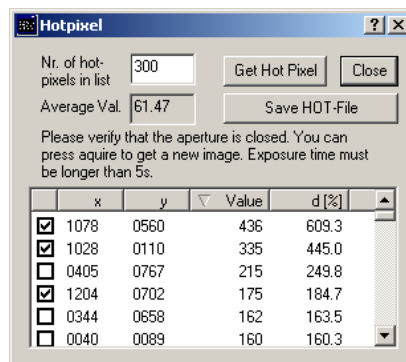 Hotpixel
Nr. of hot-
pixels in list
300
Get Hot Pixel
Close
Average Val.
61.47
Save HOT-File
Please verify that the aperture is closed. You can
press aquire to get a new image. Exposure time must
be longer than 5s.
x y Value d [%]
1078 0560 436 609.3
1028 0110 335 445.0
0405 0767 215 249.8
1204 0702 175 184.7
0344 0658 162 163.5
0040 0089 160 160.3